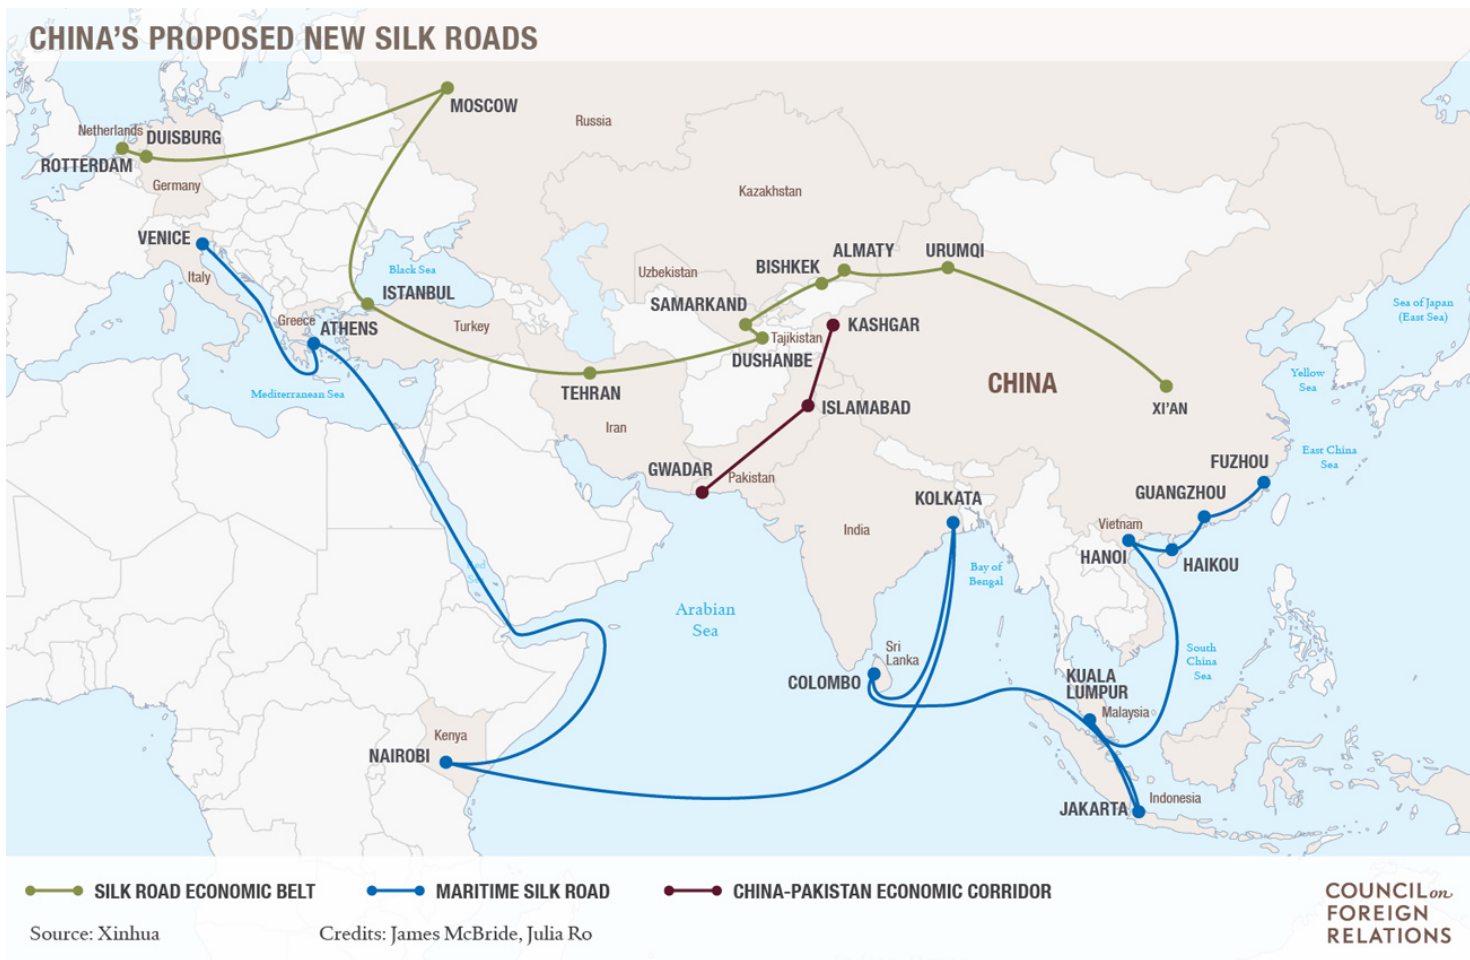 CHINA'S PROPOSED NEW SILK ROADS
MOSCOW
Russia
Netherlands
DUISBURG
ROTTERDAM
Germany
Kazakhstan
VENICE
Italy
Black Sea
ISTANBUL
Uzbekistan
BISHKEK
ALMATY
URUMQI
SAMARKAND
Greece
ATHENS
Turkey
Tajikistan
DUSHANBE
KASHGAR
Sea of Japan
(East Sea)
Mediterranean Sea
TEHRAN
Iran
CHINA
Yellow
Sea
XI'AN
ISLAMABAD
GWADAR
Pakistan
East China
Sea
FUZHOU
GUANGZHOU
KOLKATA
India
Vietnam
HANOI
HAIKOU
Red
Sea
Bay of
Bengal
Arabian
Sea
Sri
Lanka
COLOMBO
South
China
Sea
KUALA
LUMPUR
Malaysia
Kenya
NAIROBI
JAKARTA
Indonesia
SILK ROAD ECONOMIC BELT
MARITIME SILK ROAD
CHINA-PAKISTAN ECONOMIC CORRIDOR
Source: Xinhua
Credits: James McBride, Julia Ro
COUNCIL on
FOREIGN
RELATIONS